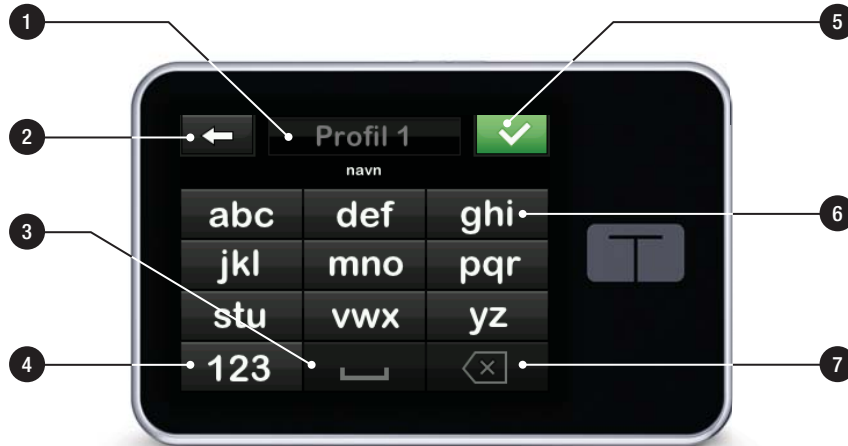 1
5
2
Profil 1
navn
abc def ghi
6
3
jkl mno pqr
stu vwx yz
4
123
7